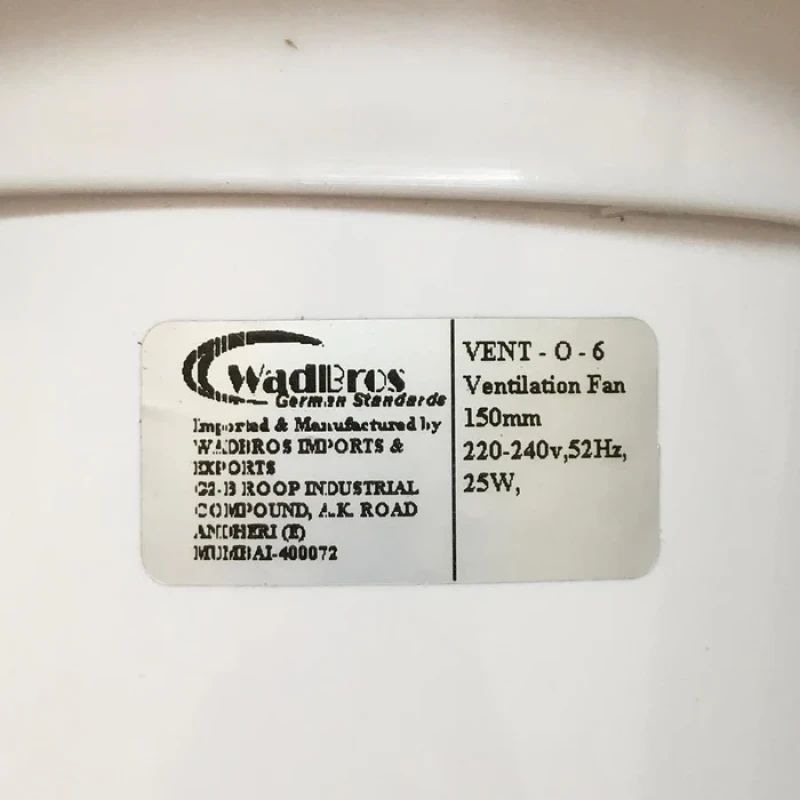 WadBros
German Standards
Imported & Manufactured by
WADBROS IMPORTS &
EXPORTS
G2-B ROOP INDUSTRIAL
COMPOUND, A.K. ROAD
ANDHERI (E)
MUMBAI-400072
VENT - O - 6
Ventilation Fan
150mm
220-240v,52Hz,
25W,